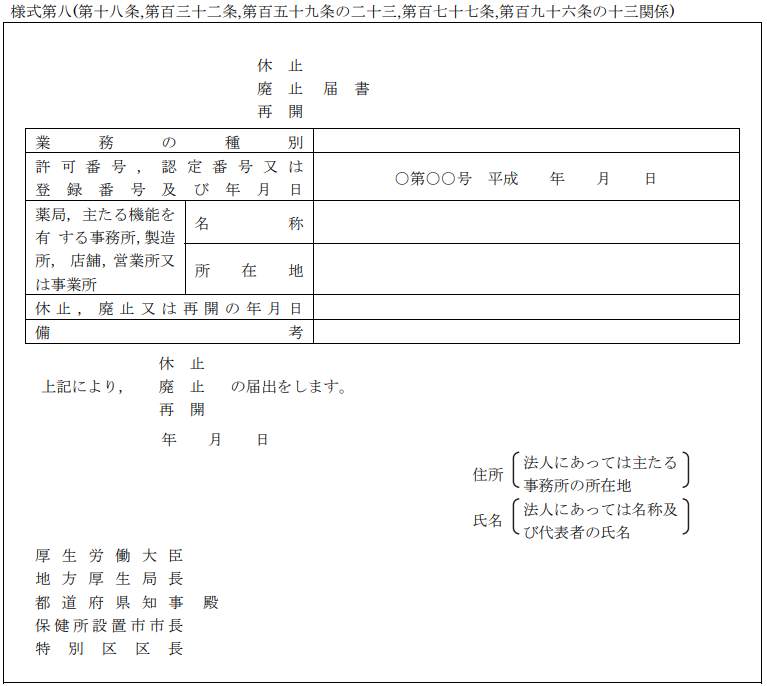 様式第八(第十八条,第百三十二条,第百五十九条の二十三,第百七十七条,第百九十六条の十三関係)
休止
廃止届書
再開
業務の種別
許可番号,認定番号又は
登録番号及び年月日
〇第〇〇号 平成 年 月 日
薬局,主たる機能を
有 する事務所,製造
所, 店舗,営業所又
は事業所
名称
所在地
休止,廃止又は再開の年月日
備考
休止
上記により, 廃止 の届出をします。
再開
年 月 日
住所
法人にあっては主たる
事務所の所在地
氏名
法人にあっては名称及
び代表者の氏名
厚生労働大臣
地方厚生局長
都道府県知事 殿
保健所設置市市長
特別区区長